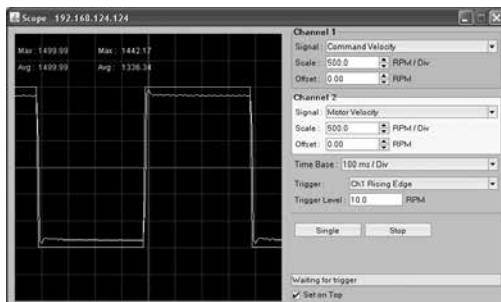 Scope 192.168.124.124
Max : 1499.99 Max : 1442.17
Avg : 1499.99 Avg : 1336.34
Channel 1
Signal : Command Velocity
Scale : 500.0 RPM / Div
Offset : 0.00 RPM
Channel 2
Signal : Motor Velocity
Scale : 500.0 RPM / Div
Offset : 0.00 RPM
Time Base : 100 ms / Div
Trigger : Ch1 Rising Edge
Trigger Level : 10.0 RPM
Single Stop
Waiting for trigger
Set on Top